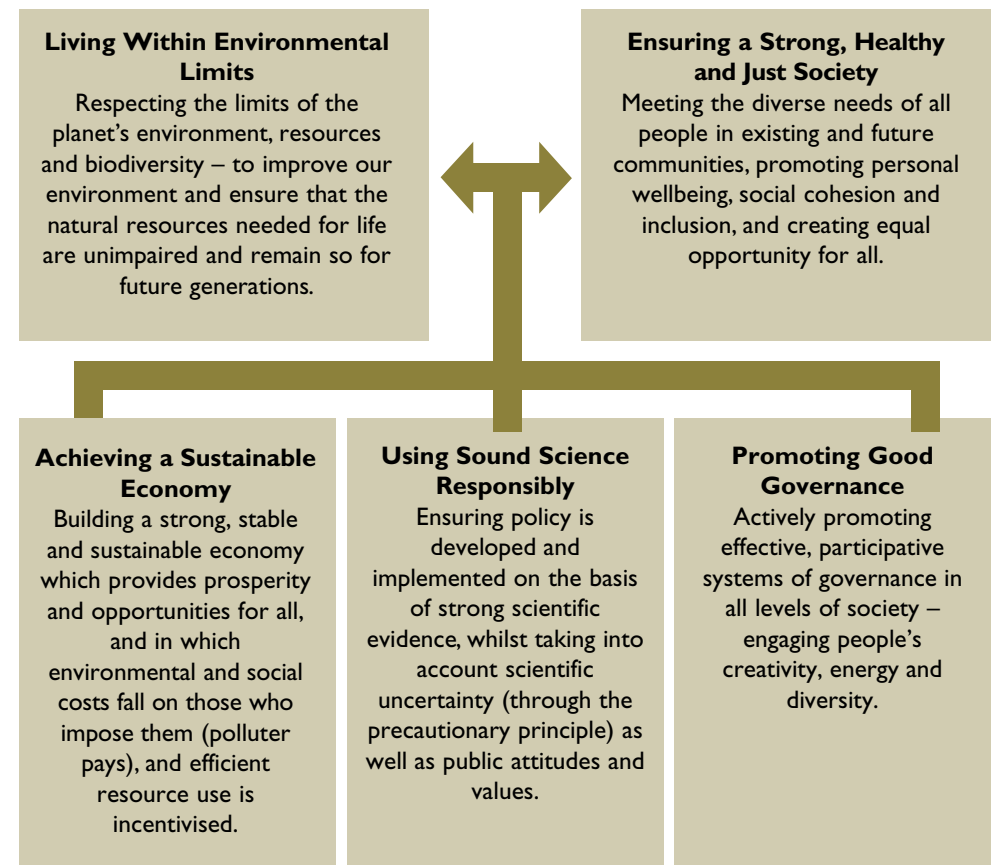 Living Within Environmental
Limits
Respecting the limits of the
planet’s environment, resources
and biodiversity – to improve our
environment and ensure that the
natural resources needed for life
are unimpaired and remain so for
future generations.
Ensuring a Strong, Healthy
and Just Society
Meeting the diverse needs of all
people in existing and future
communities, promoting personal
wellbeing, social cohesion and
inclusion, and creating equal
opportunity for all.
Achieving a Sustainable
Economy
Building a strong, stable
and sustainable economy
which provides prosperity
and opportunities for all,
and in which
environmental and social
costs fall on those who
impose them (polluter
pays), and efficient
resource use is
incentivised.
Using Sound Science
Responsibly
Ensuring policy is
developed and
implemented on the basis
of strong scientific
evidence, whilst taking into
account scientific
uncertainty (through the
precautionary principle) as
well as public attitudes and
values.
Promoting Good
Governance
Actively promoting
effective, participative
systems of governance in
all levels of society –
engaging people’s
creativity, energy and
diversity.